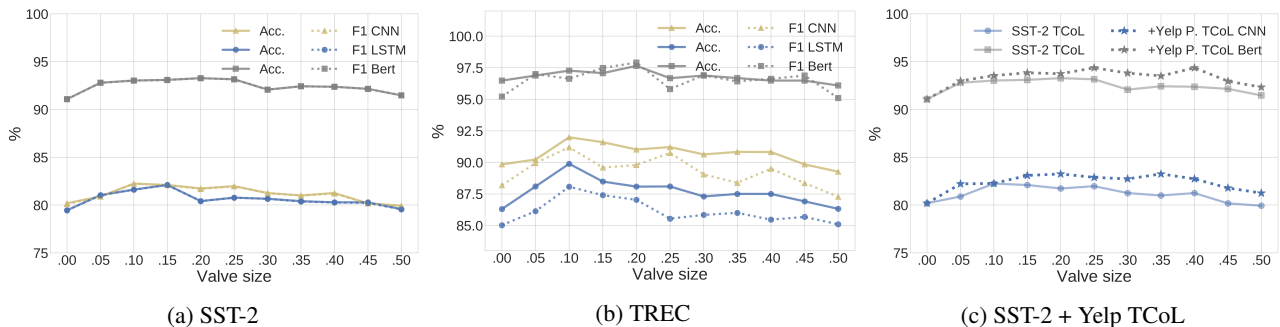 100
95
90
85
80
75
%
.00 .05 .10 .15 .20 .25 .30 .35 .40 .45 .50
Valve size
Acc. F1 CNN
Acc. F1 LSTM
Acc. F1 Bert
(a) SST-2
100.0
97.5
95.0
92.5
90.0
87.5
85.0
%
.00 .05 .10 .15 .20 .25 .30 .35 .40 .45 .50
Valve size
Acc. F1 CNN
Acc. F1 LSTM
Acc. F1 Bert
(b) TREC
100
95
90
85
80
75
%
.00 .05 .10 .15 .20 .25 .30 .35 .40 .45 .50
Valve size
SST-2 TCoL +Yelp P. TCoL CNN
SST-2 TCoL +Yelp P. TCoL Bert
(c) SST-2 + Yelp TCoL